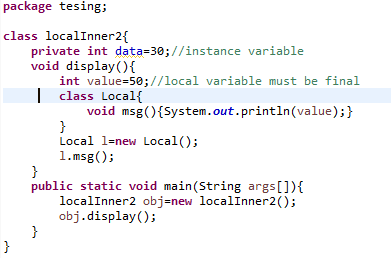 package tesing;

class localInner2{
    private int data=30;//instance variable
    void display(){
        int value=50;//local variable must be final
        class Local{
            void msg(){System.out.println(value);}
        }
        Local l=new Local();
        l.msg();
    }
    public static void main(String args[]){
        localInner2 obj=new localInner2();
        obj.display();
    }
}